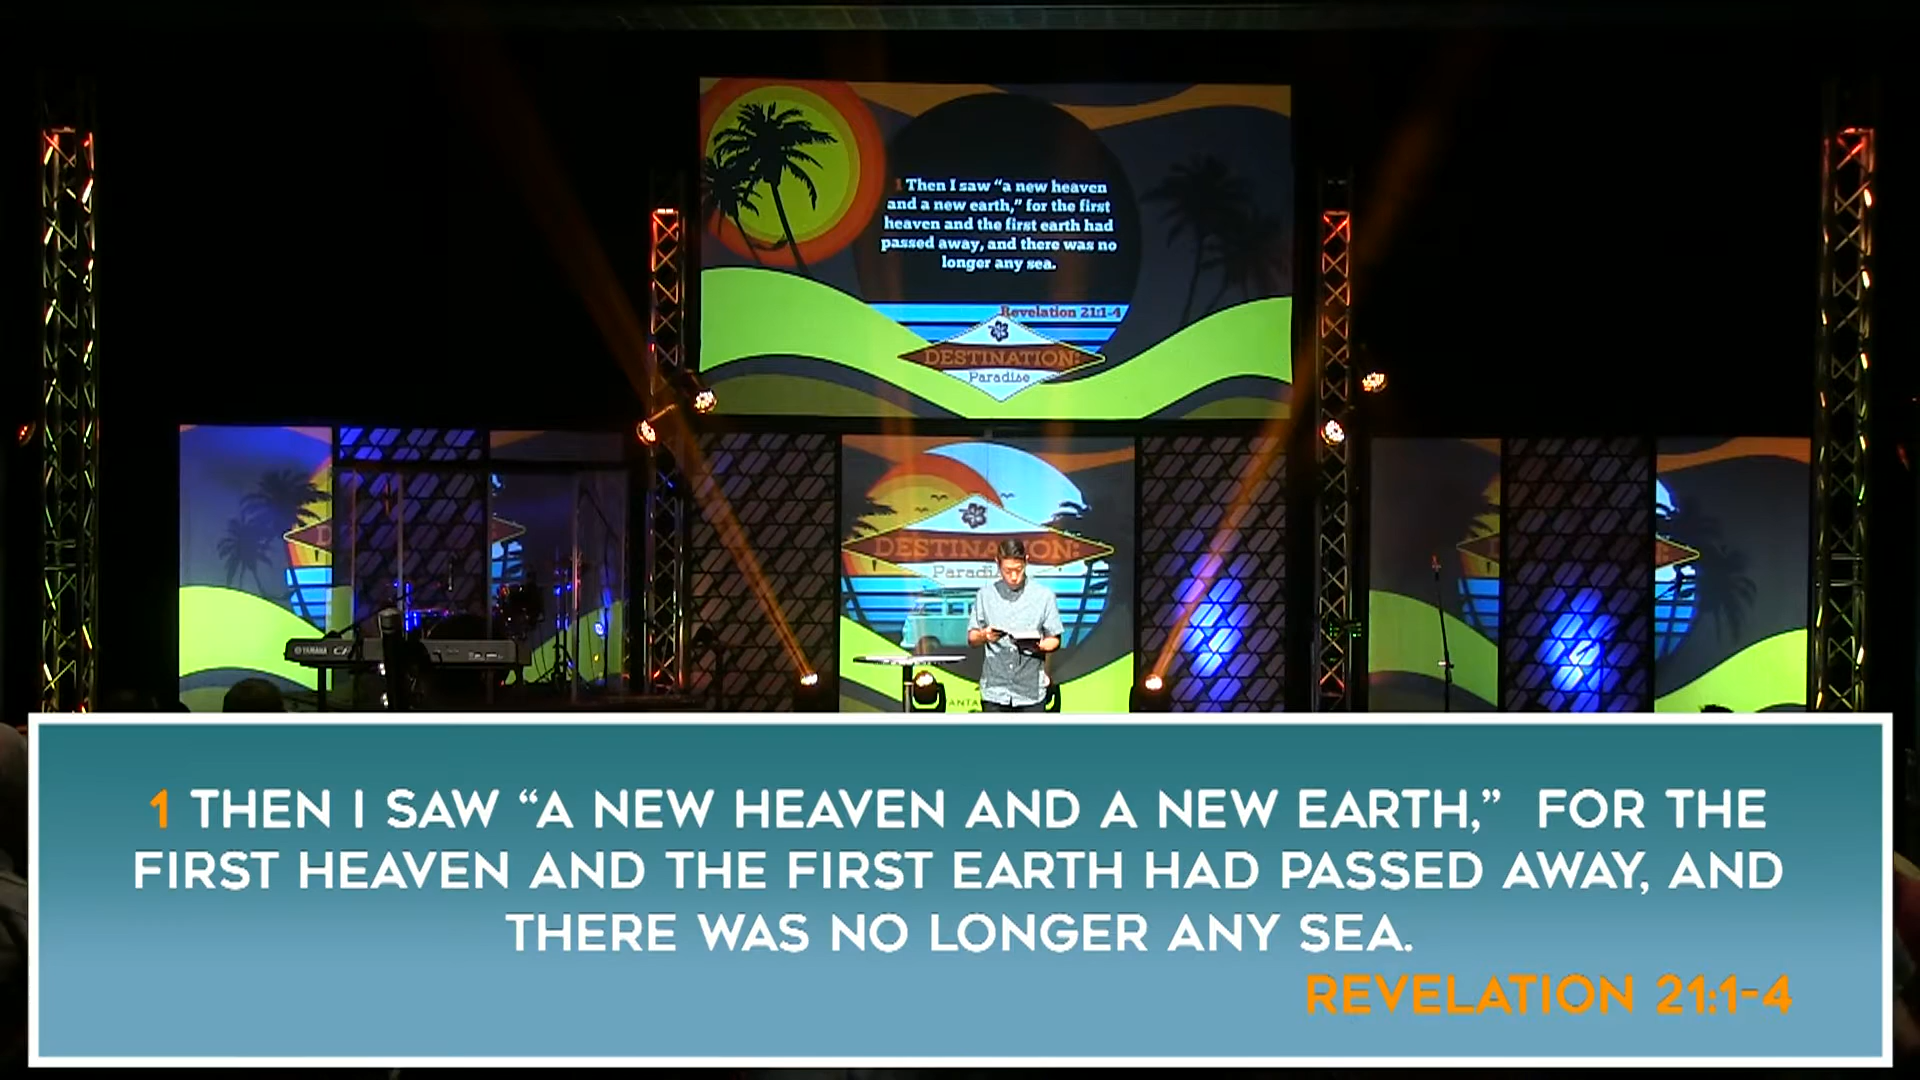 1 Then I saw “a new heaven
and a new earth,” for the first
heaven and the first earth had
passed away, and there was no
longer any sea.
Revelation 21:1-4
DESTINATION:
Paradise
DESTINATION:
YAMAHA
1 THEN I SAW “A NEW HEAVEN AND A NEW EARTH,” FOR THE
FIRST HEAVEN AND THE FIRST EARTH HAD PASSED AWAY, AND
THERE WAS NO LONGER ANY SEA.
REVELATION 21:1-4